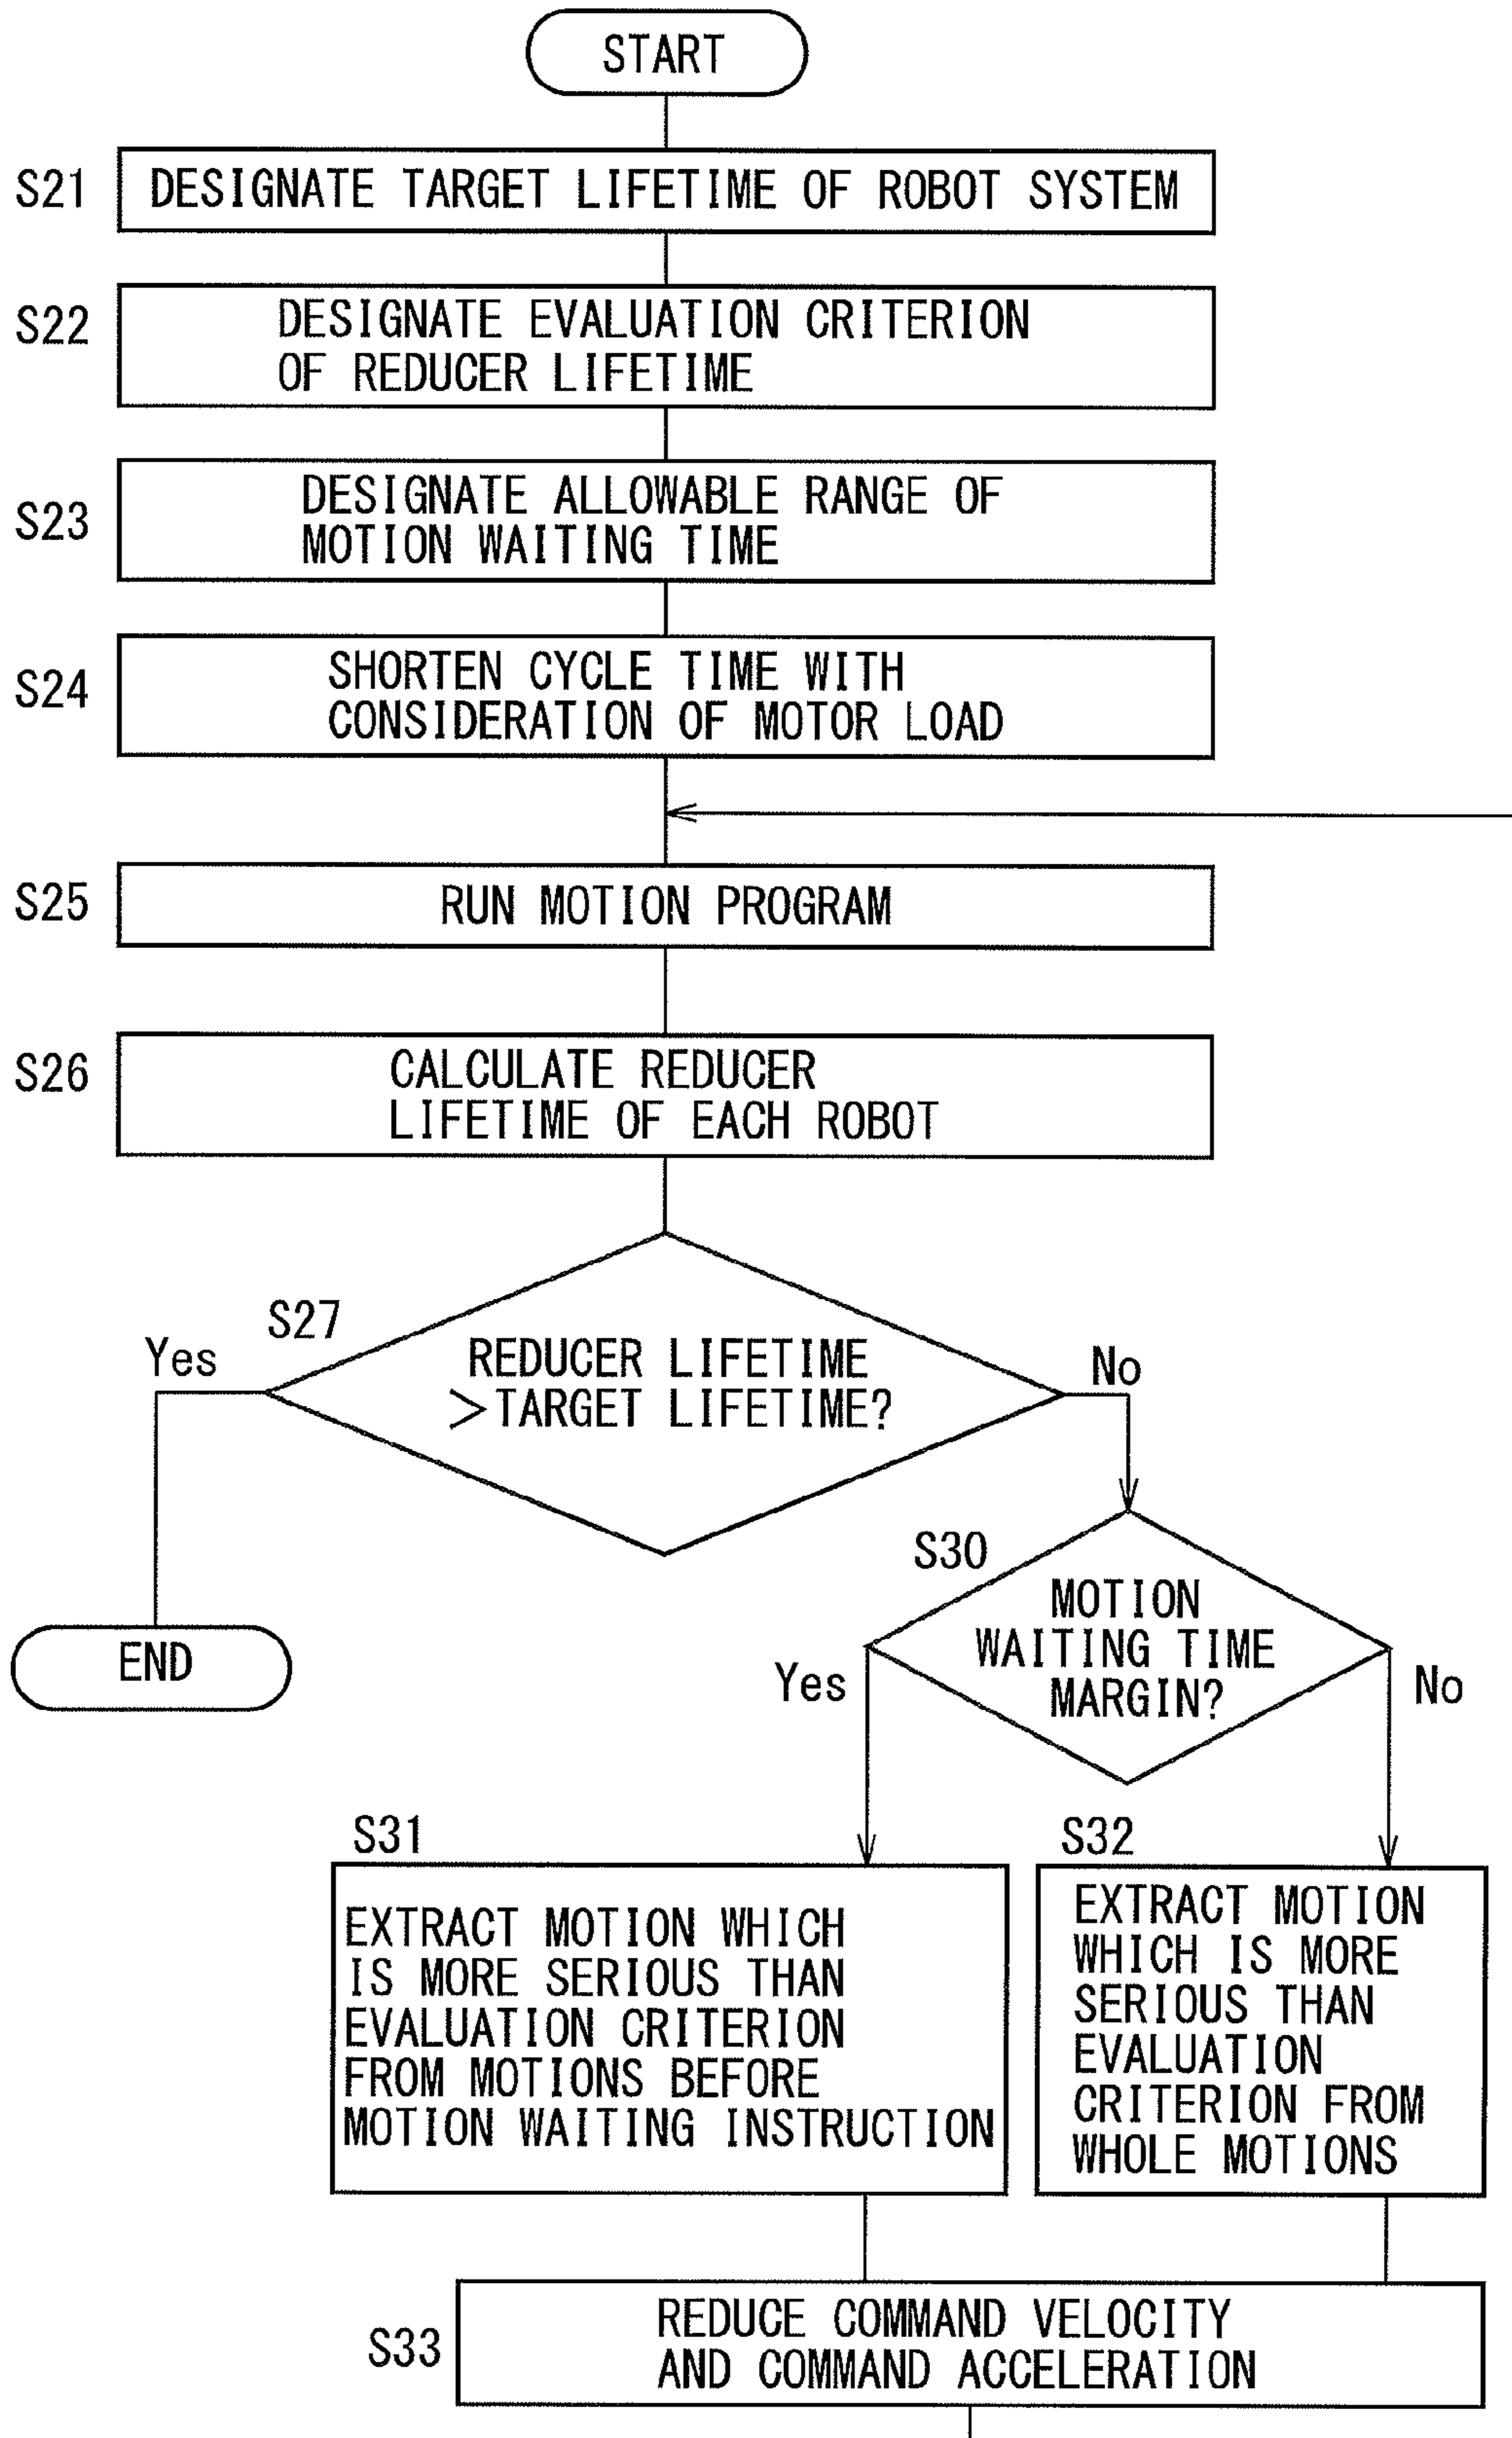 START
S21
DESIGNATE TARGET LIFETIME OF ROBOT SYSTEM
S22
DESIGNATE EVALUATION CRITERION
OF REDUCER LIFETIME
S23
DESIGNATE ALLOWABLE RANGE OF
MOTION WAITING TIME
S24
SHORTEN CYCLE TIME WITH
CONSIDERATION OF MOTOR LOAD
S25
RUN MOTION PROGRAM
S26
CALCULATE REDUCER
LIFETIME OF EACH ROBOT
S27
REDUCER LIFETIME
>TARGET LIFETIME?
Yes
No
END
S30
MOTION
WAITING TIME
MARGIN?
Yes
No
S31
EXTRACT MOTION WHICH
IS MORE SERIOUS THAN
EVALUATION CRITERION
FROM MOTIONS BEFORE
MOTION WAITING INSTRUCTION
S32
EXTRACT MOTION
WHICH IS MORE
SERIOUS THAN
EVALUATION
CRITERION FROM
WHOLE MOTIONS
S33
REDUCE COMMAND VELOCITY
AND COMMAND ACCELERATION